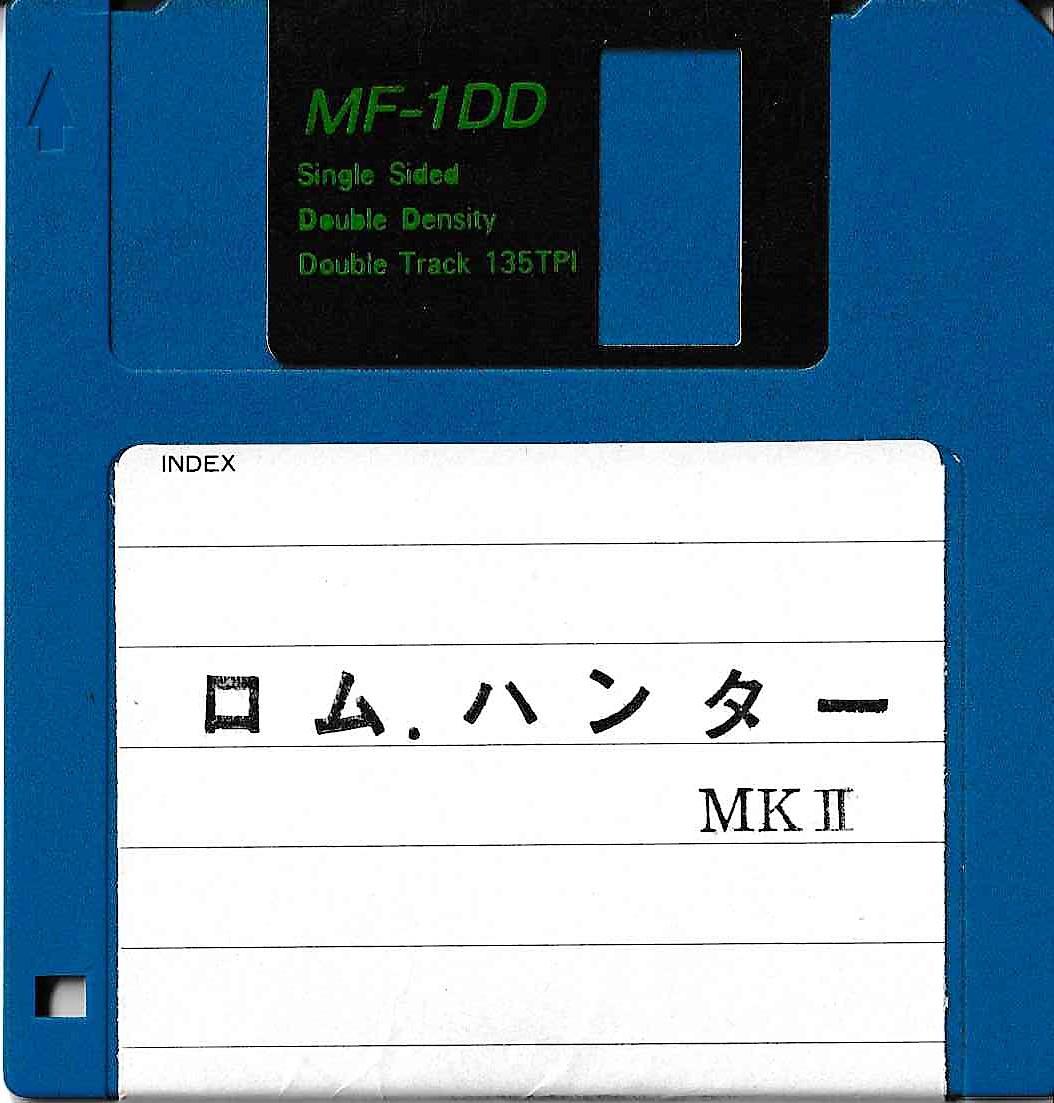 MF-1DD
Single Sided
Double Density
Double Track 135TPI
INDEX
ロム.ハンター
MKⅡ